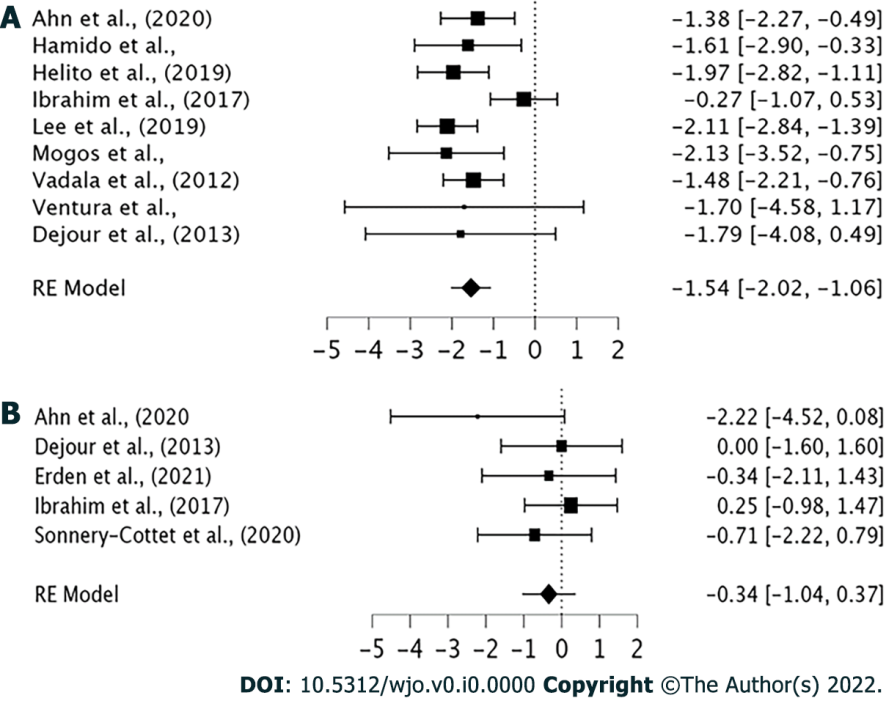 A
Ahn et al., (2020) −1.38 [−2.27, −0.49]
Hamido et al., −1.61 [−2.90, −0.33]
Helito et al., (2019) −1.97 [−2.82, −1.11]
Ibrahim et al., (2017) −0.27 [−1.07, 0.53]
Lee et al., (2019) −2.11 [−2.84, −1.39]
Mogos et al., −2.13 [−3.52, −0.75]
Vadala et al., (2012) −1.48 [−2.21, −0.76]
Ventura et al., −1.70 [−4.58, 1.17]
Dejour et al., (2013) −1.79 [−4.08, 0.49]
RE Model −1.54 [−2.02, −1.06]
−5 −4 −3 −2 −1 0 1 2
B
Ahn et al., (2020 −2.22 [−4.52, 0.08]
Dejour et al., (2013) 0.00 [−1.60, 1.60]
Erden et al., (2021) −0.34 [−2.11, 1.43]
Ibrahim et al., (2017) 0.25 [−0.98, 1.47]
Sonnery−Cottet et al., (2020) −0.71 [−2.22, 0.79]
RE Model −0.34 [−1.04, 0.37]
−5 −4 −3 −2 −1 0 1 2
DOI: 10.5312/wjo.v0.i0.0000 Copyright ©The Author(s) 2022.